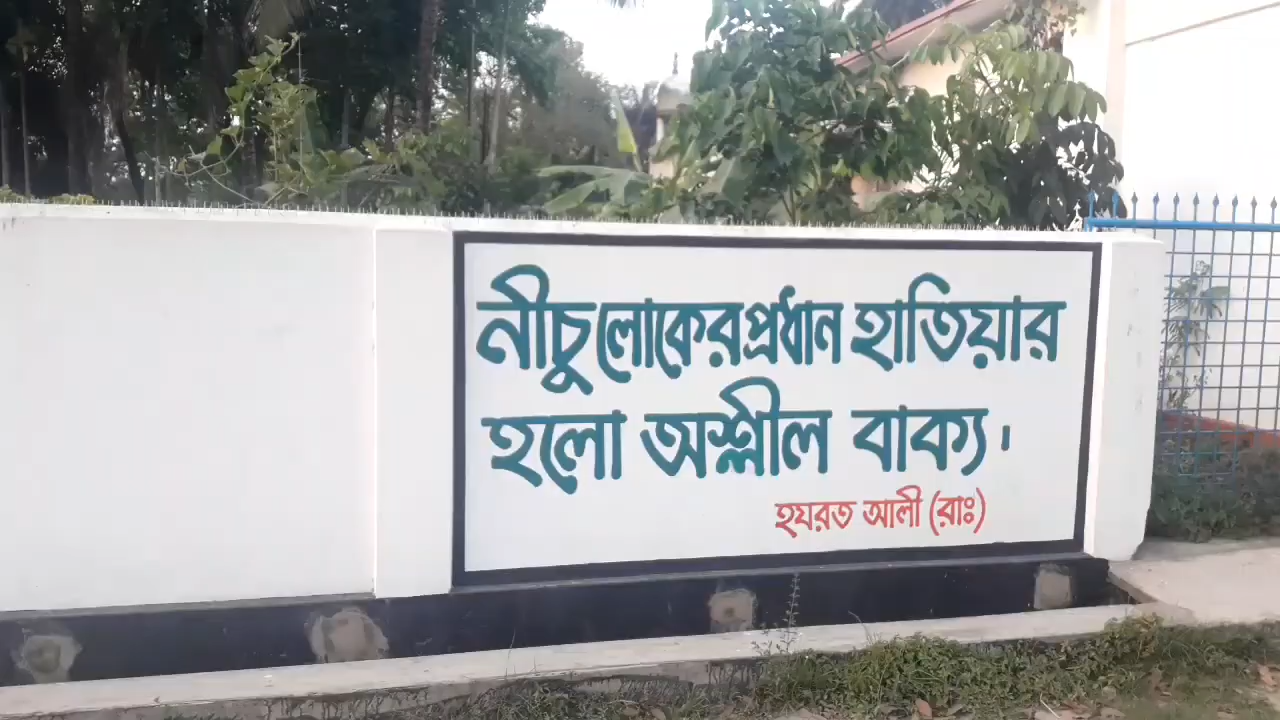 নীচু লোকের প্রধান হাতিয়ার
হলো অশ্লীল বাক্য।
হযরত আলী (রাঃ)